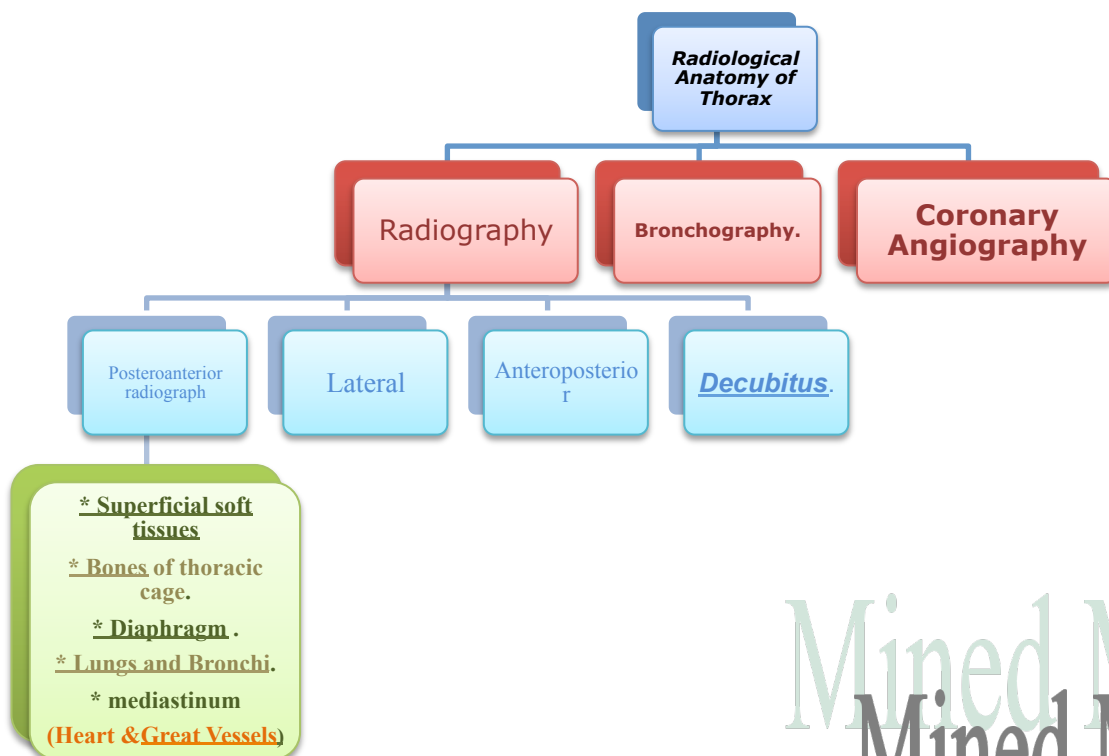 Radiological
Anatomy of
Thorax
Radiography
Bronchography.
Coronary
Angiography
Posteroanterior
radiograph
Lateral
Anteroposterio
r
Decubitus.
* Superficial soft
tissues
* Bones of thoracic
cage.
* Diaphragm .
* Lungs and Bronchi.
* mediastinum
(Heart &Great Vessels)
Mined M
Mined M